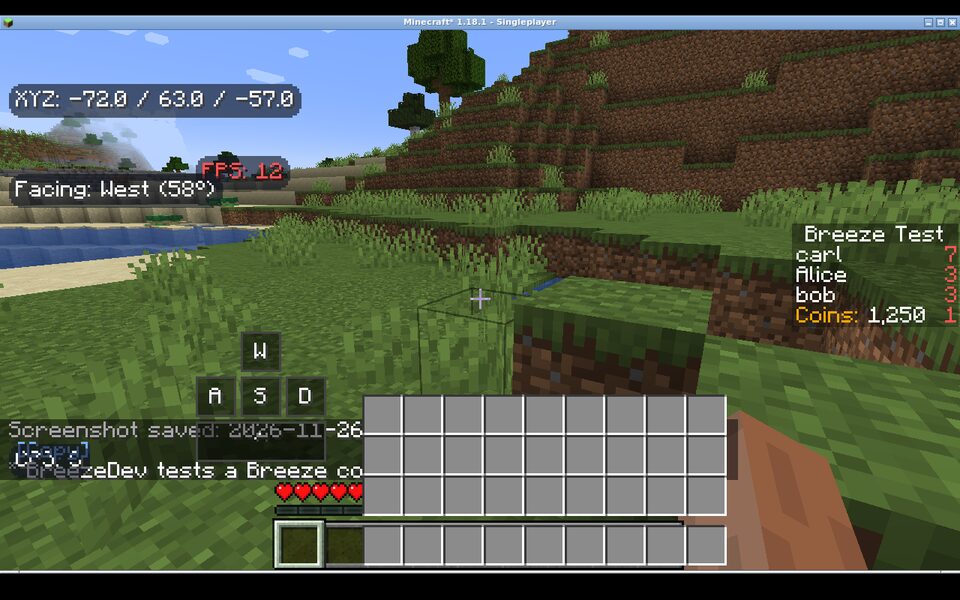 Minecraft* 1.18.1 - Singleplayer
XYZ: -72.0 / 63.0 / -57.0
FPS: 12
Facing: West (58°)
Breeze Test
carl 7
Alice 3
bob 3
Coins: 1,250 1
W
A S D
Screenshot saved: 2026-11-26
[Copy]
* BreezeDev tests a Breeze co